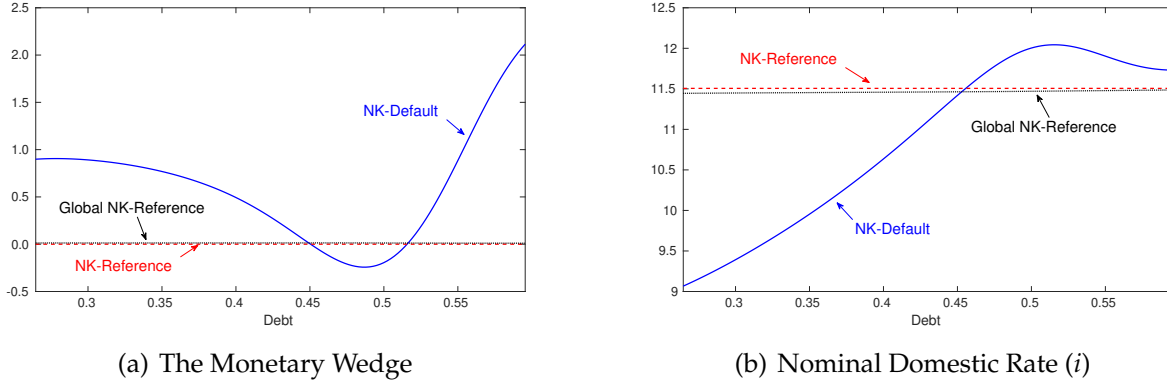 2.5
2.0
1.5
1.0
0.5
0.0
-0.5
NK-Default
Global NK-Reference
NK-Reference
0.3 0.35 0.4 0.45 0.5 0.55
Debt
(a) The Monetary Wedge
12.5
12
11.5
11
10.5
10
9.5
9
NK-Reference
Global NK-Reference
NK-Default
0.3 0.35 0.4 0.45 0.5 0.55
Debt
(b) Nominal Domestic Rate (i)